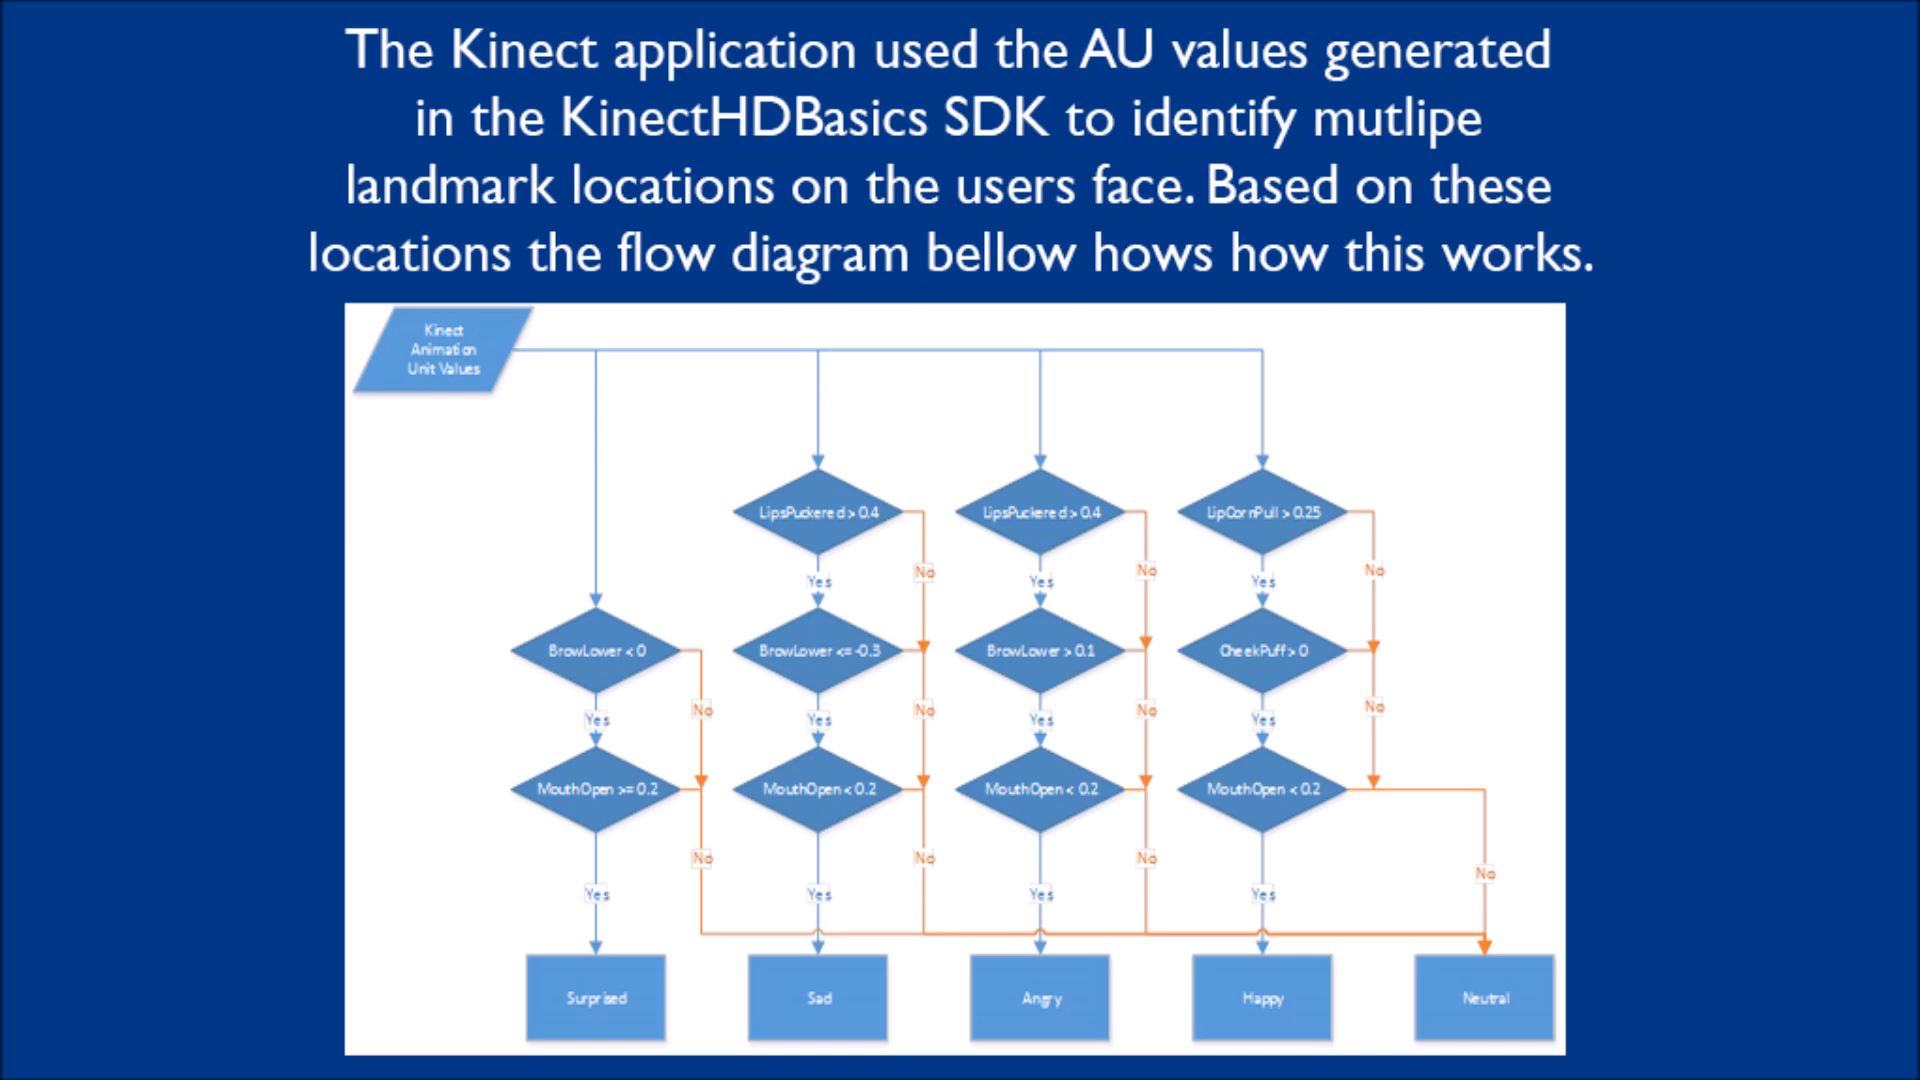 The Kinect application used the AU values generated
in the KinectHDBasics SDK to identify mutlipe
landmark locations on the users face. Based on these
locations the flow diagram bellow hows how this works.
Kinect
Animation
Unit Values
LipsPuckered > 0.4
LipsPuckered > 0.4
LipCornPull > 0.25
No
No
No
Yes
Yes
Yes
BrowLower < 0
BrowLower <= -0.3
BrowLower > 0.1
CheekPuff > 0
No
No
No
No
Yes
Yes
Yes
Yes
MouthOpen >= 0.2
MouthOpen < 0.2
MouthOpen < 0.2
MouthOpen < 0.2
No
No
No
No
Yes
Yes
Yes
Yes
Surprised
Sad
Angry
Happy
Neutral